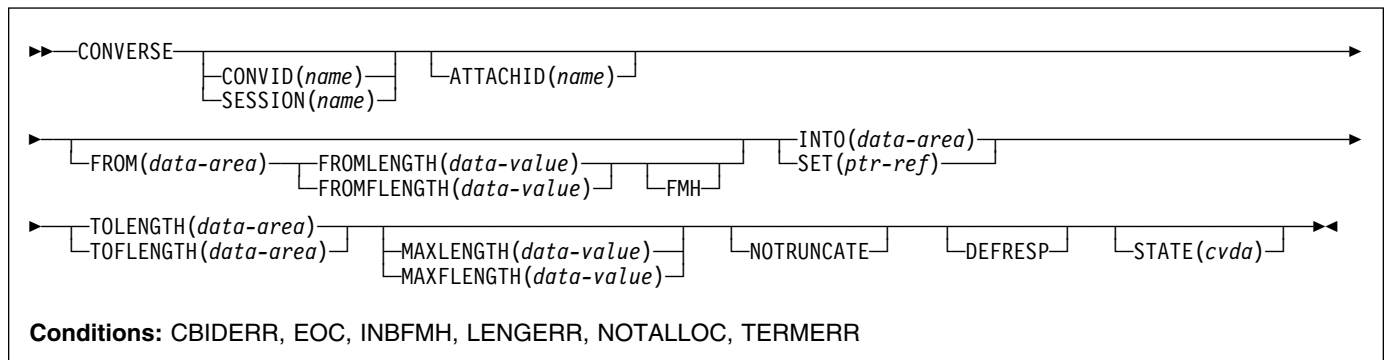 CONVERSE
CONVID(name) ATTACHID(name)
SESSION(name)
INTO(data-area)
FROM(data-area) FROMLENGTH(data-value) SET(ptr-ref)
FROMFLENGTH(data-value) FMH
TOLENGTH(data-area)
TOFLENGTH(data-area) MAXLENGTH(data-value) NOTRUNCATE DEFRESP STATE(cvda)
MAXFLENGTH(data-value)
Conditions: CBIDERR, EOC, INBFMH, LENGERR, NOTALLOC, TERMERR